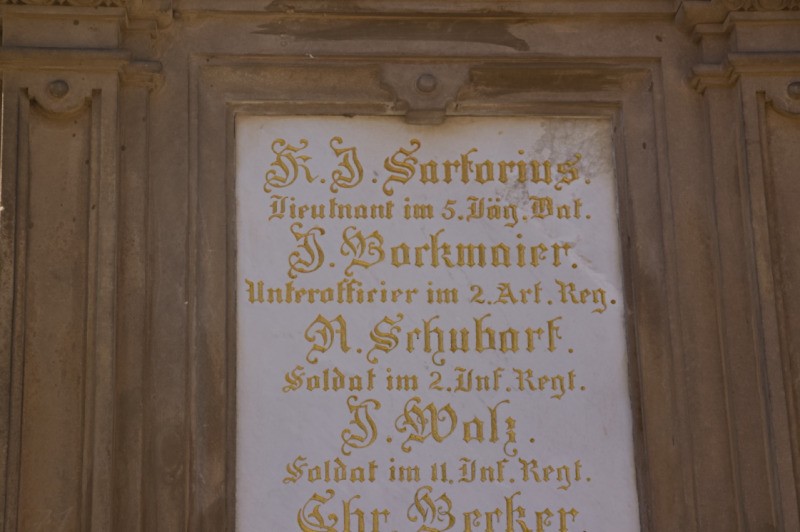 K. J. Sartorius.
Lieutnant im 5. Jäg. Bat.
J. Bockmaier.
Unterofficier im 2. Art. Reg.
N. Schubart.
Soldat im 2. Inf. Regt.
J. Walz.
Soldat im 11. Inf. Regt.
Chr. Becker.